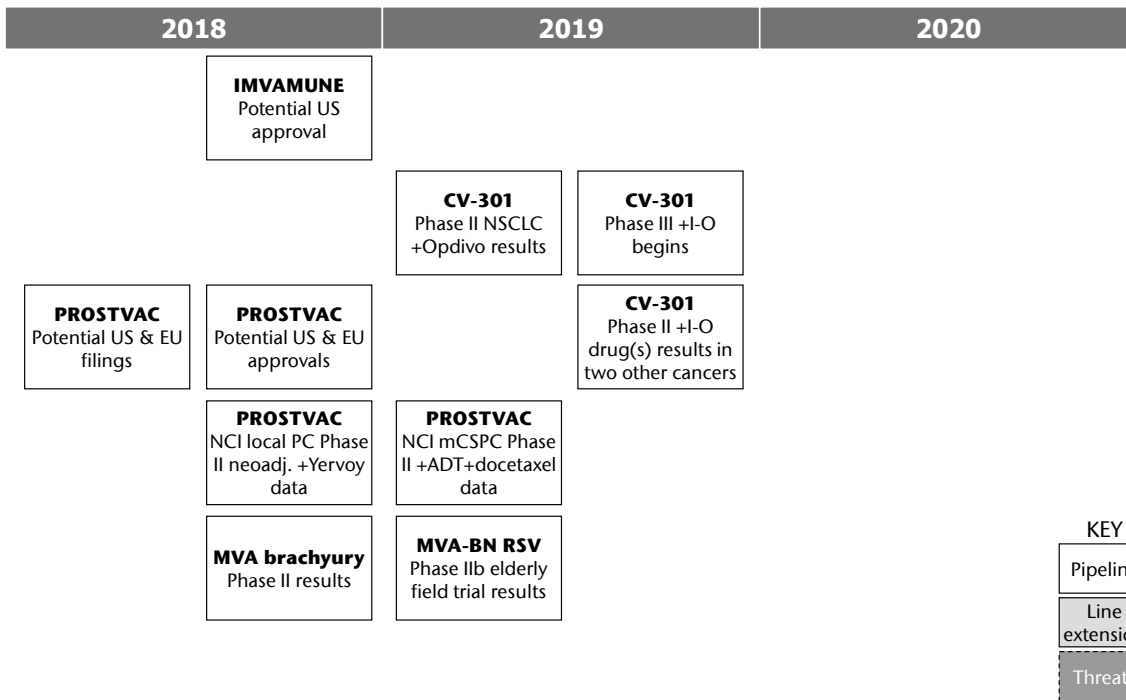 2018
2019
2020
IMVAMUNE
Potential US
approval
CV-301
Phase II NSCLC
+Opdivo results
CV-301
Phase III +I-O
begins
PROSTVAC
Potential US & EU
filings
PROSTVAC
Potential US & EU
approvals
CV-301
Phase II +I-O
drug(s) results in
two other cancers
PROSTVAC
NCI local PC Phase
II neoadj. +Yervoy
data
PROSTVAC
NCI mCSPC Phase
II +ADT+docetaxel
data
MVA brachyury
Phase II results
MVA-BN RSV
Phase IIb elderly
field trial results
KEY
Line